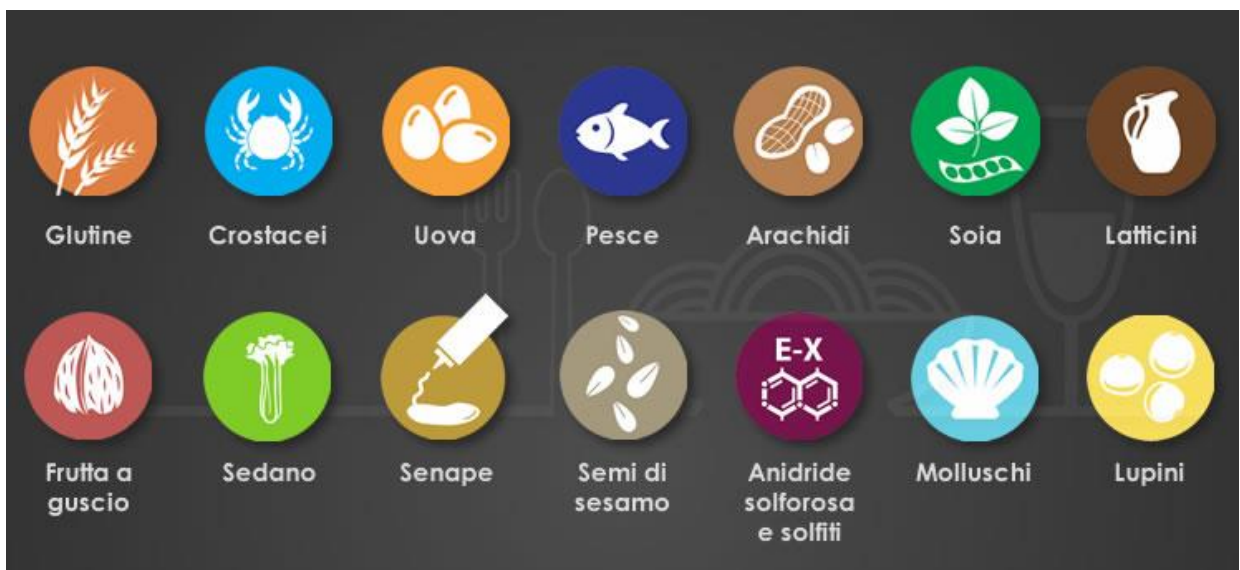 Glutine
Crostacei
Uova
Pesce
Arachidi
Soia
Latticini
E-X
Frutta a
guscio
Sedano
Senape
Semi di
sesamo
Anidride
solforosa
e solfiti
Molluschi
Lupini